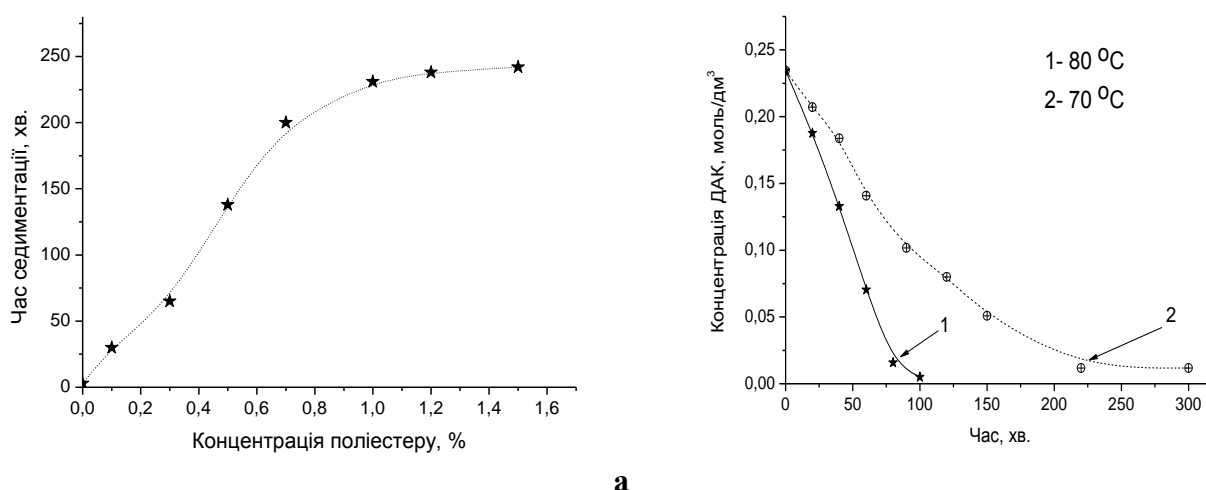 Час седиментації, хв.
250
200
150
100
50
0
0,0 0,2 0,4 0,6 0,8 1,0 1,2 1,4 1,6
Концентрація поліестеру, %
Концентрація ДАК, моль/дм³
0,25
0,20
0,15
0,10
0,05
0,00
0 50 100 150 200 250 300
Час, хв.
1- 80 ⁰C
2- 70 ⁰C
1
2
а